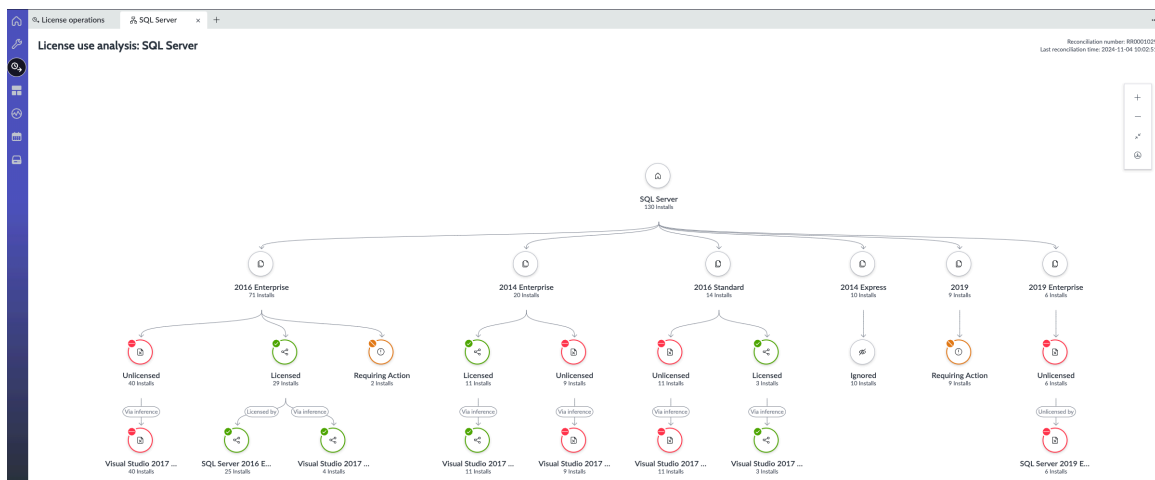 License operations
SQL Server
License use analysis: SQL Server
Reconciliation number: RR0001029
Last reconciliation time: 2024-11-04 10:02:5
SQL Server
130 Installs
2016 Enterprise
71 Installs
2014 Enterprise
20 Installs
2016 Standard
14 Installs
2014 Express
10 Installs
2019
9 Installs
2019 Enterprise
6 Installs
Unlicensed
40 Installs
Licensed
29 Installs
Requiring Action
2 Installs
Licensed
11 Installs
Unlicensed
9 Installs
Unlicensed
11 Installs
Licensed
3 Installs
Ignored
10 Installs
Requiring Action
9 Installs
Unlicensed
6 Installs
Via inference
Licensed by
Via inference
Via inference
Via inference
Via inference
Via inference
Unlicensed by
Visual Studio 2017 ...
40 Installs
SQL Server 2016 E...
25 Installs
Visual Studio 2017 ...
4 Installs
Visual Studio 2017 ...
11 Installs
Visual Studio 2017 ...
9 Installs
Visual Studio 2017 ...
11 Installs
Visual Studio 2017 ...
3 Installs
SQL Server 2019 E...
6 Installs